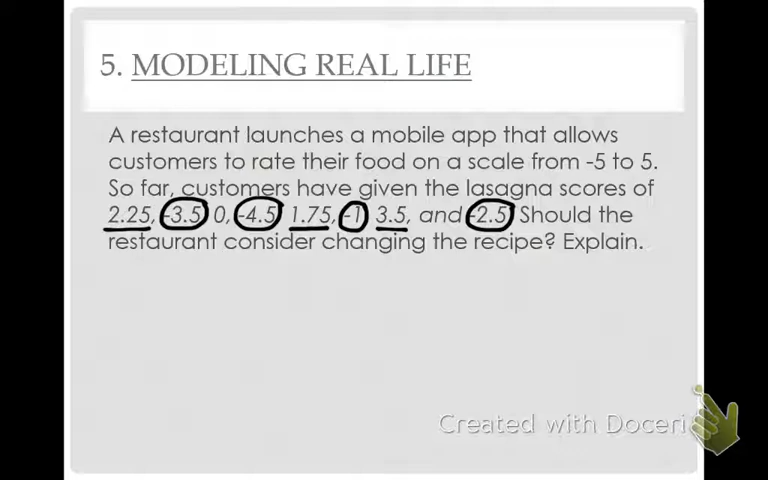 5. MODELING REAL LIFE
A restaurant launches a mobile app that allows
customers to rate their food on a scale from -5 to 5.
So far, customers have given the lasagna scores of
2.25, -3.5, 0, -4.5, 1.75, -1, 3.5, and -2.5. Should the
restaurant consider changing the recipe? Explain.
Created with Doceri